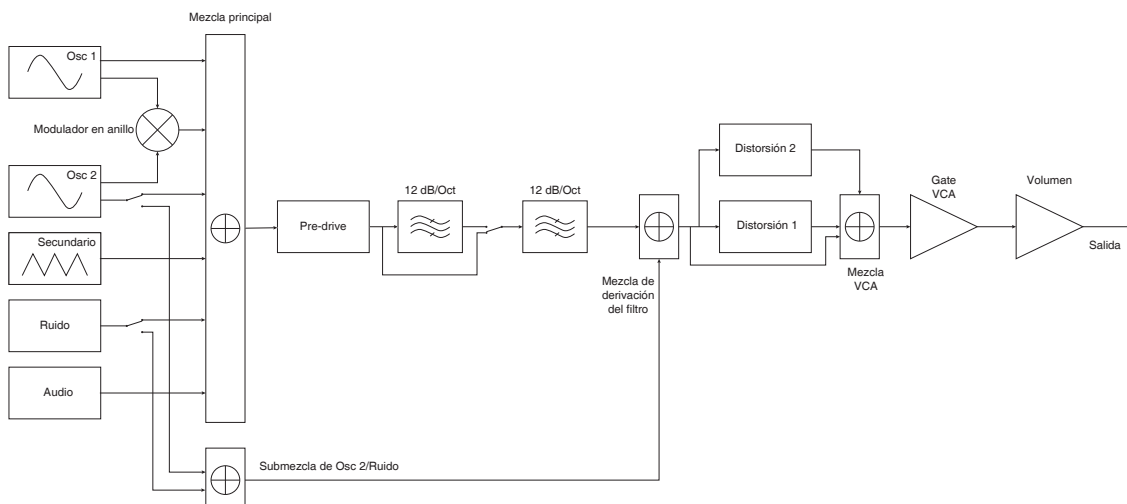 Mezcla principal
Osc 1
Modulador en anillo
Osc 2
Secundario
Ruido
Audio
Pre-drive
12 dB/Oct
12 dB/Oct
Mezcla de
derivación
del filtro
Submezcla de Osc 2/Ruido
Distorsión 2
Distorsión 1
Mezcla
VCA
Gate
VCA
Volumen
Salida